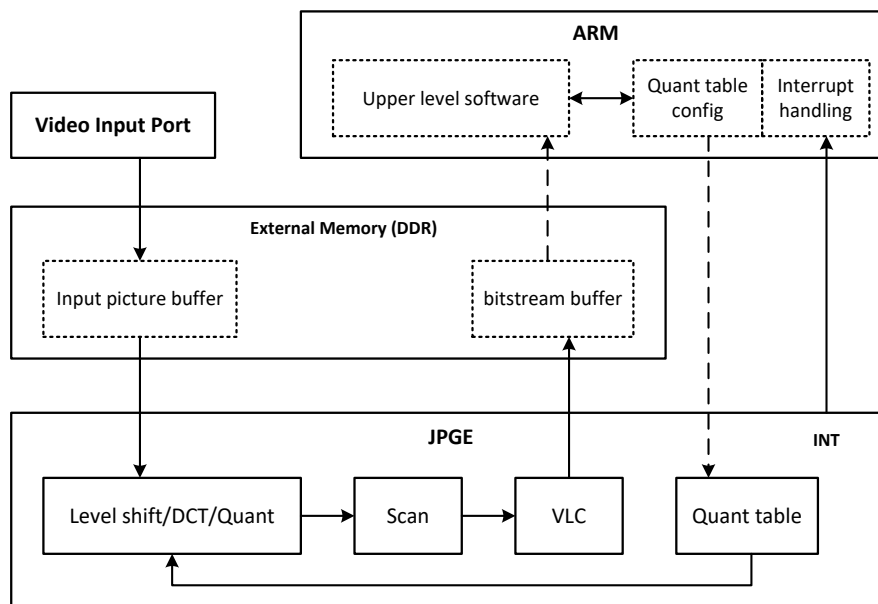 ARM
Upper level software
Quant table
config
Interrupt
handling
Video Input Port
External Memory (DDR)
Input picture buffer
bitstream buffer
JPGE
INT
Level shift/DCT/Quant
Scan
VLC
Quant table